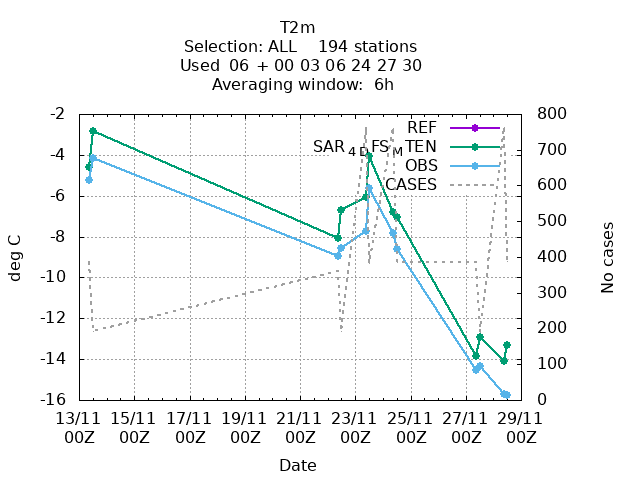 T2m
Selection: ALL    194 stations
Used  06 + 00 03 06 24 27 30
Averaging window:  6h
-2
-4
-6
-8
-10
-12
-14
-16
800
700
600
500
400
300
200
100
0
REF
SAR4DFSMTEN
OBS
CASES
deg C
No cases
13/11 15/11 17/11 19/11 21/11 23/11 25/11 27/11 29/11
00Z 00Z 00Z 00Z 00Z 00Z 00Z 00Z 00Z
Date